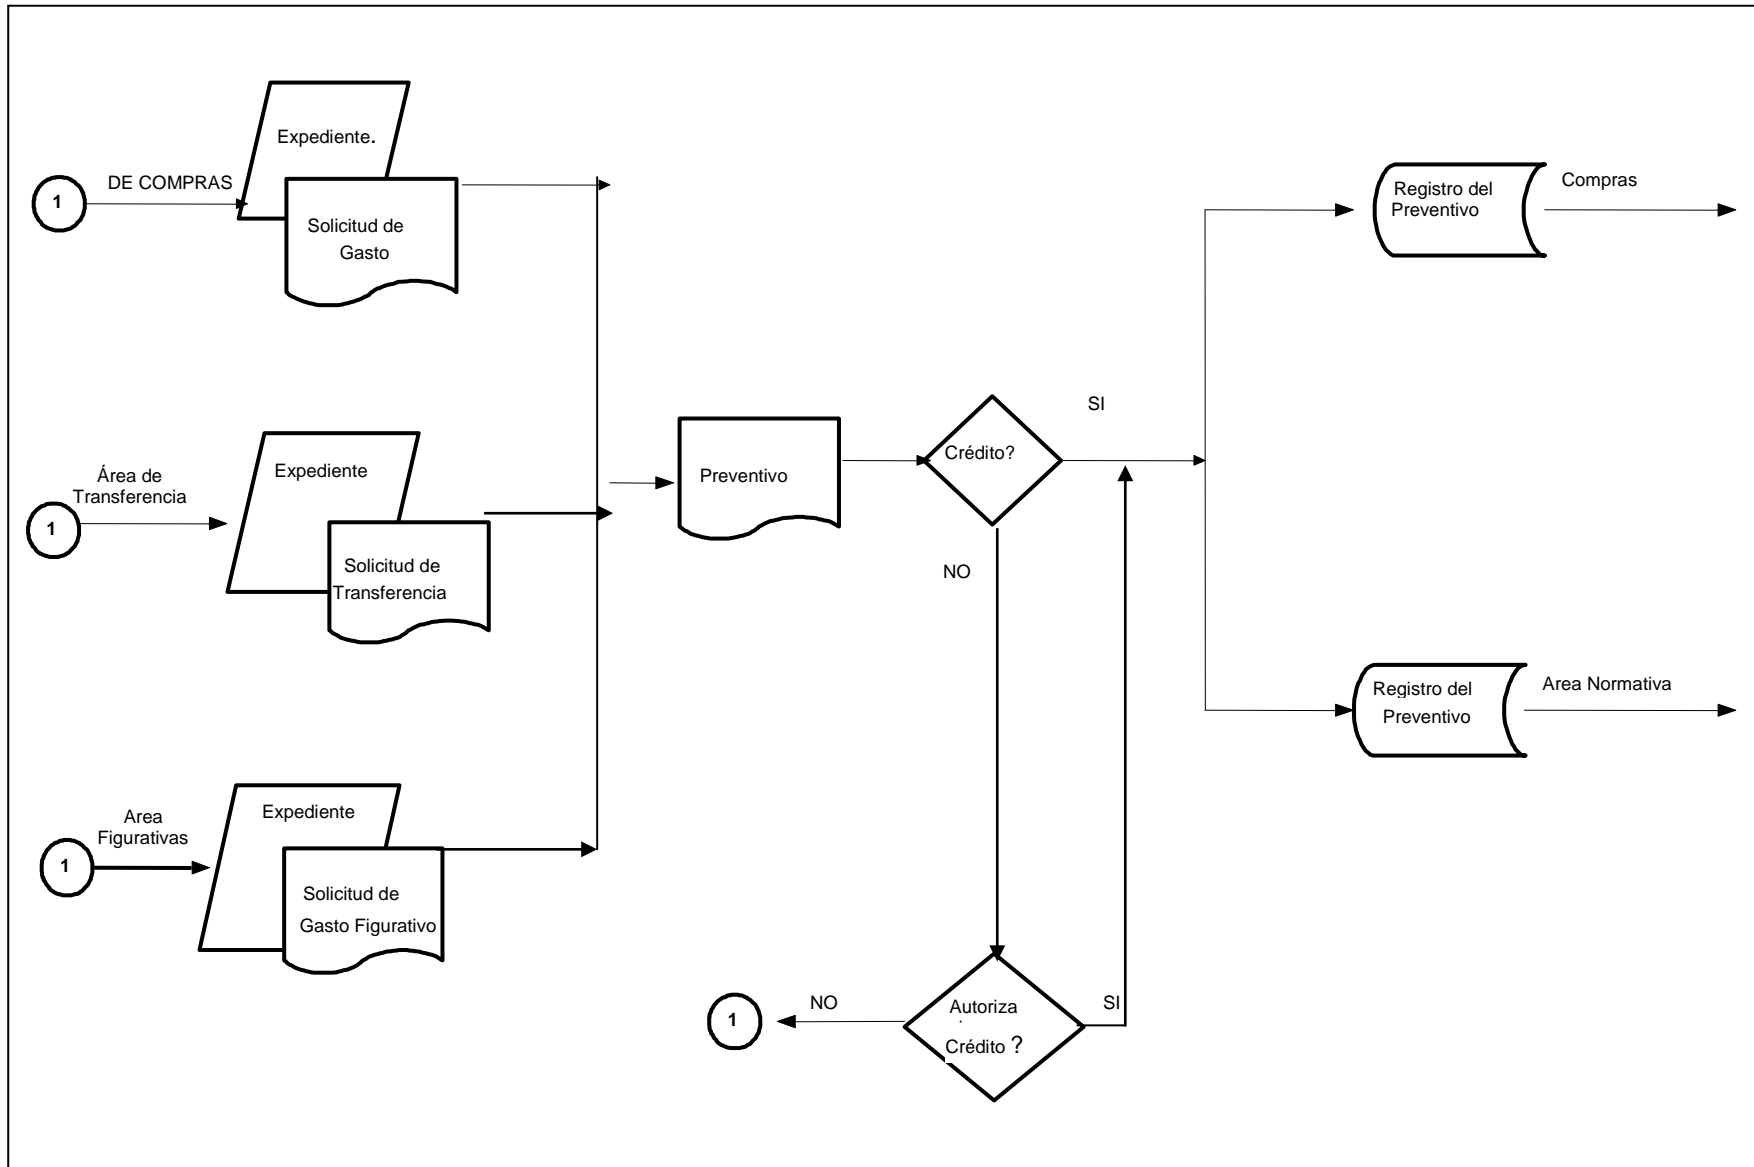 Expediente.
1
DE COMPRAS
Solicitud de
Gasto
Registro del
Preventivo
Compras
Área de
Transferencia
1
Expediente
Solicitud de
Transferencia
Preventivo
Crédito?
SI
NO
Registro del
Preventivo
Area Normativa
Area
Figurativas
1
Expediente
Solicitud de
Gasto Figurativo
1
NO
Autoriza
Crédito ?
SI